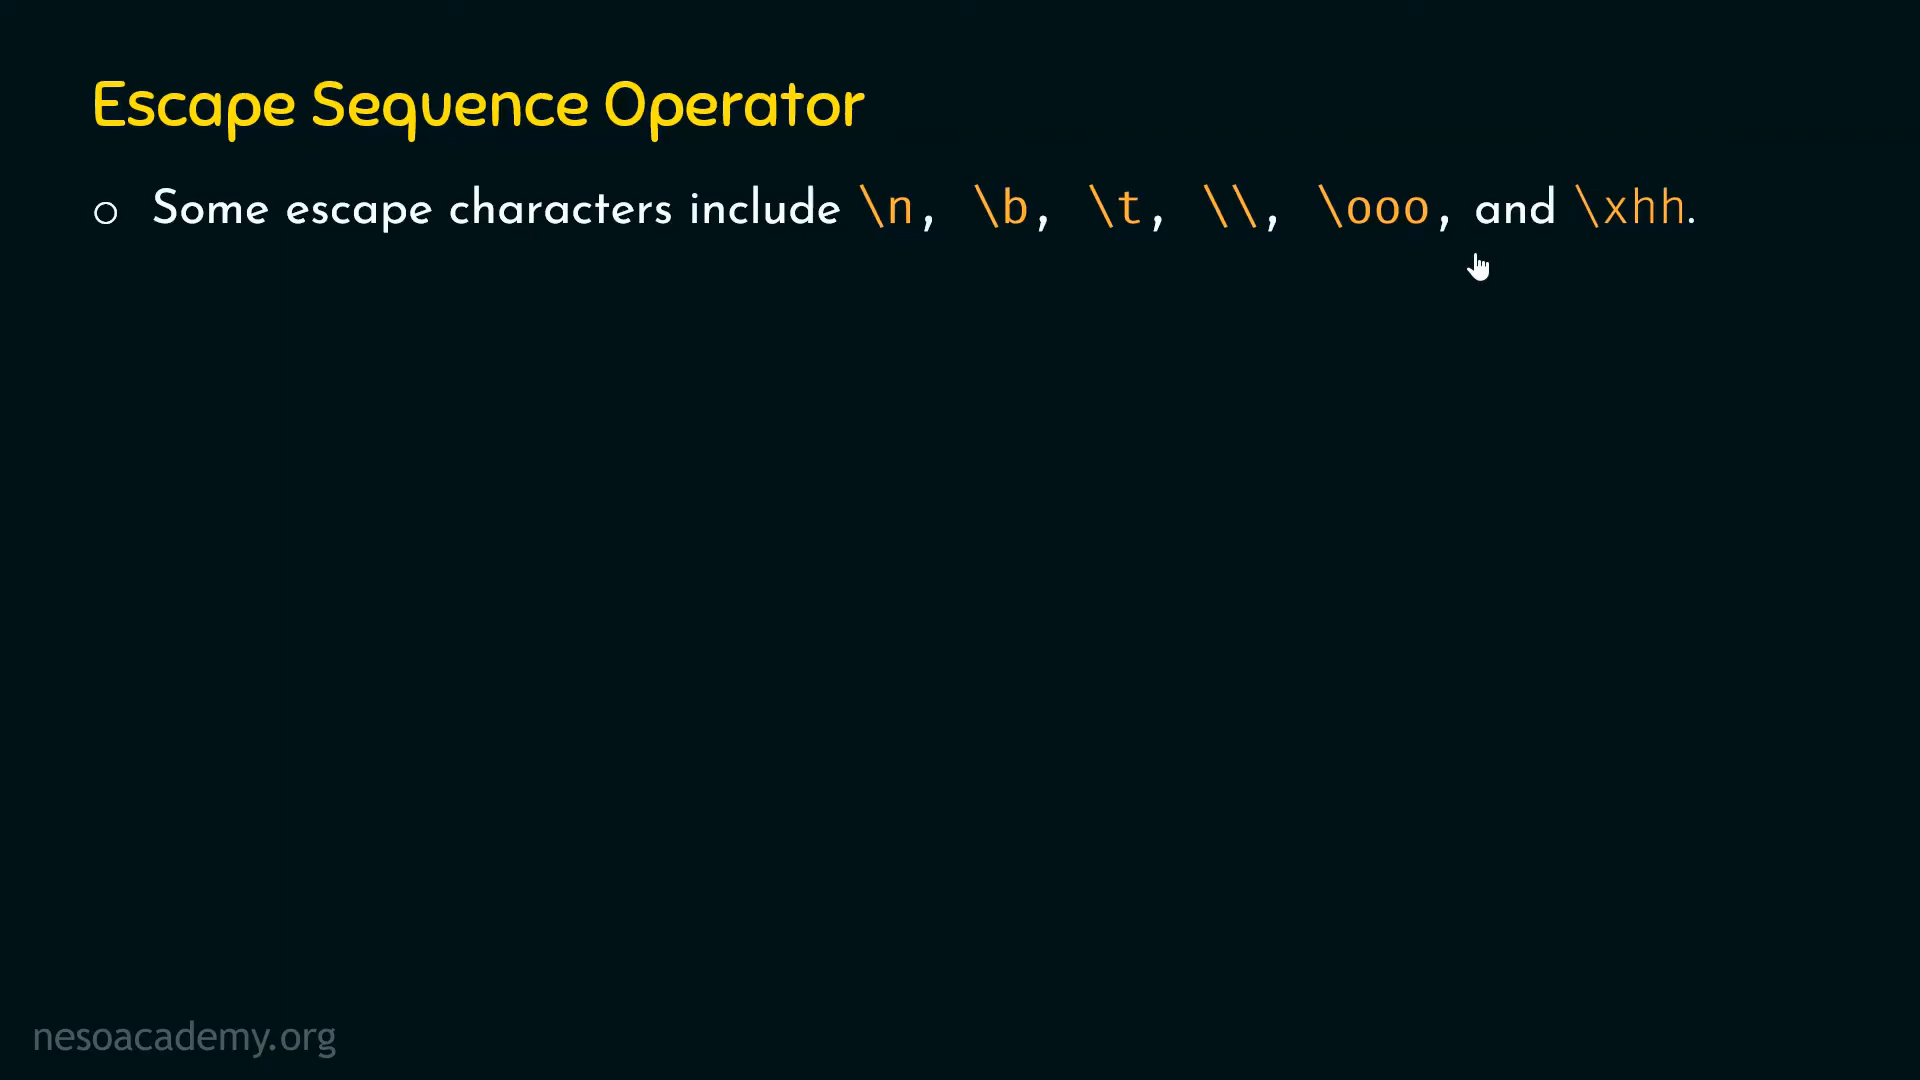 Escape Sequence Operator
○ Some escape characters include \n, \b, \t, \\, \ooo, and \xhh.
nesoacademy.org